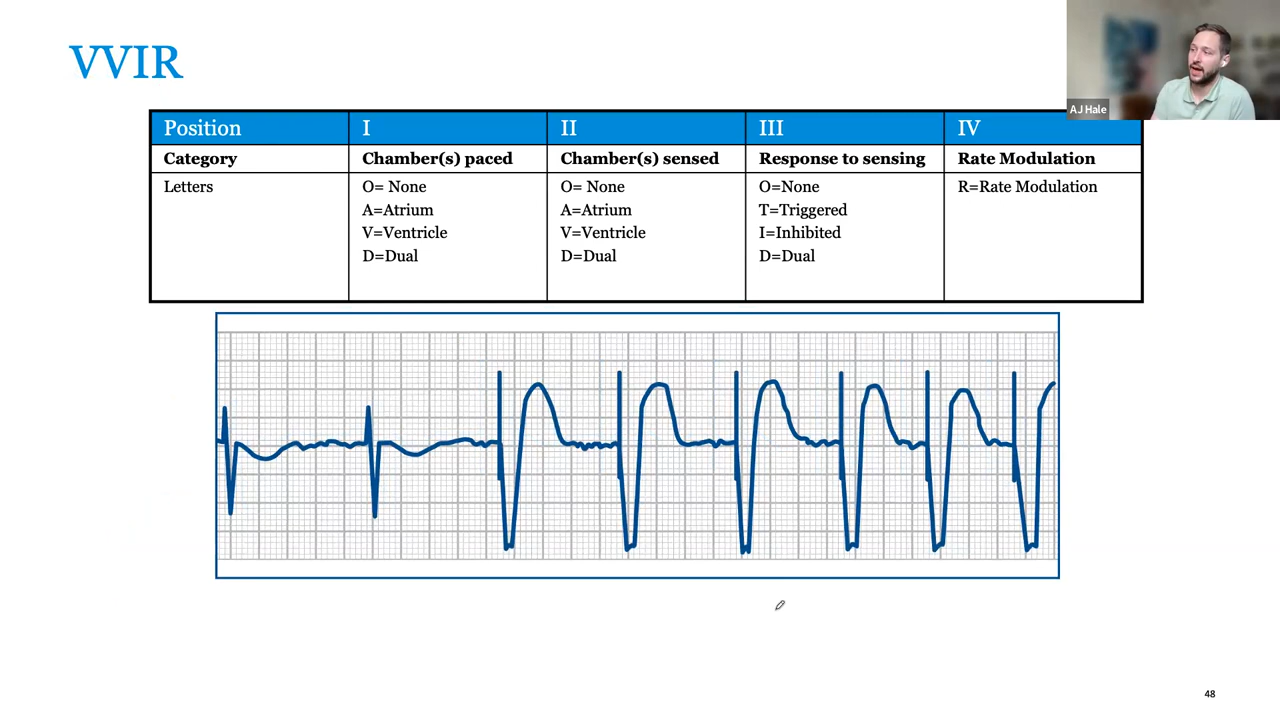 VVIR
AJ Hale
Position I II III IV
Category Chamber(s) paced Chamber(s) sensed Response to sensing Rate Modulation
Letters O= None O= None O=None R=Rate Modulation
A=Atrium A=Atrium T=Triggered
V=Ventricle V=Ventricle I=Inhibited
D=Dual D=Dual D=Dual
48